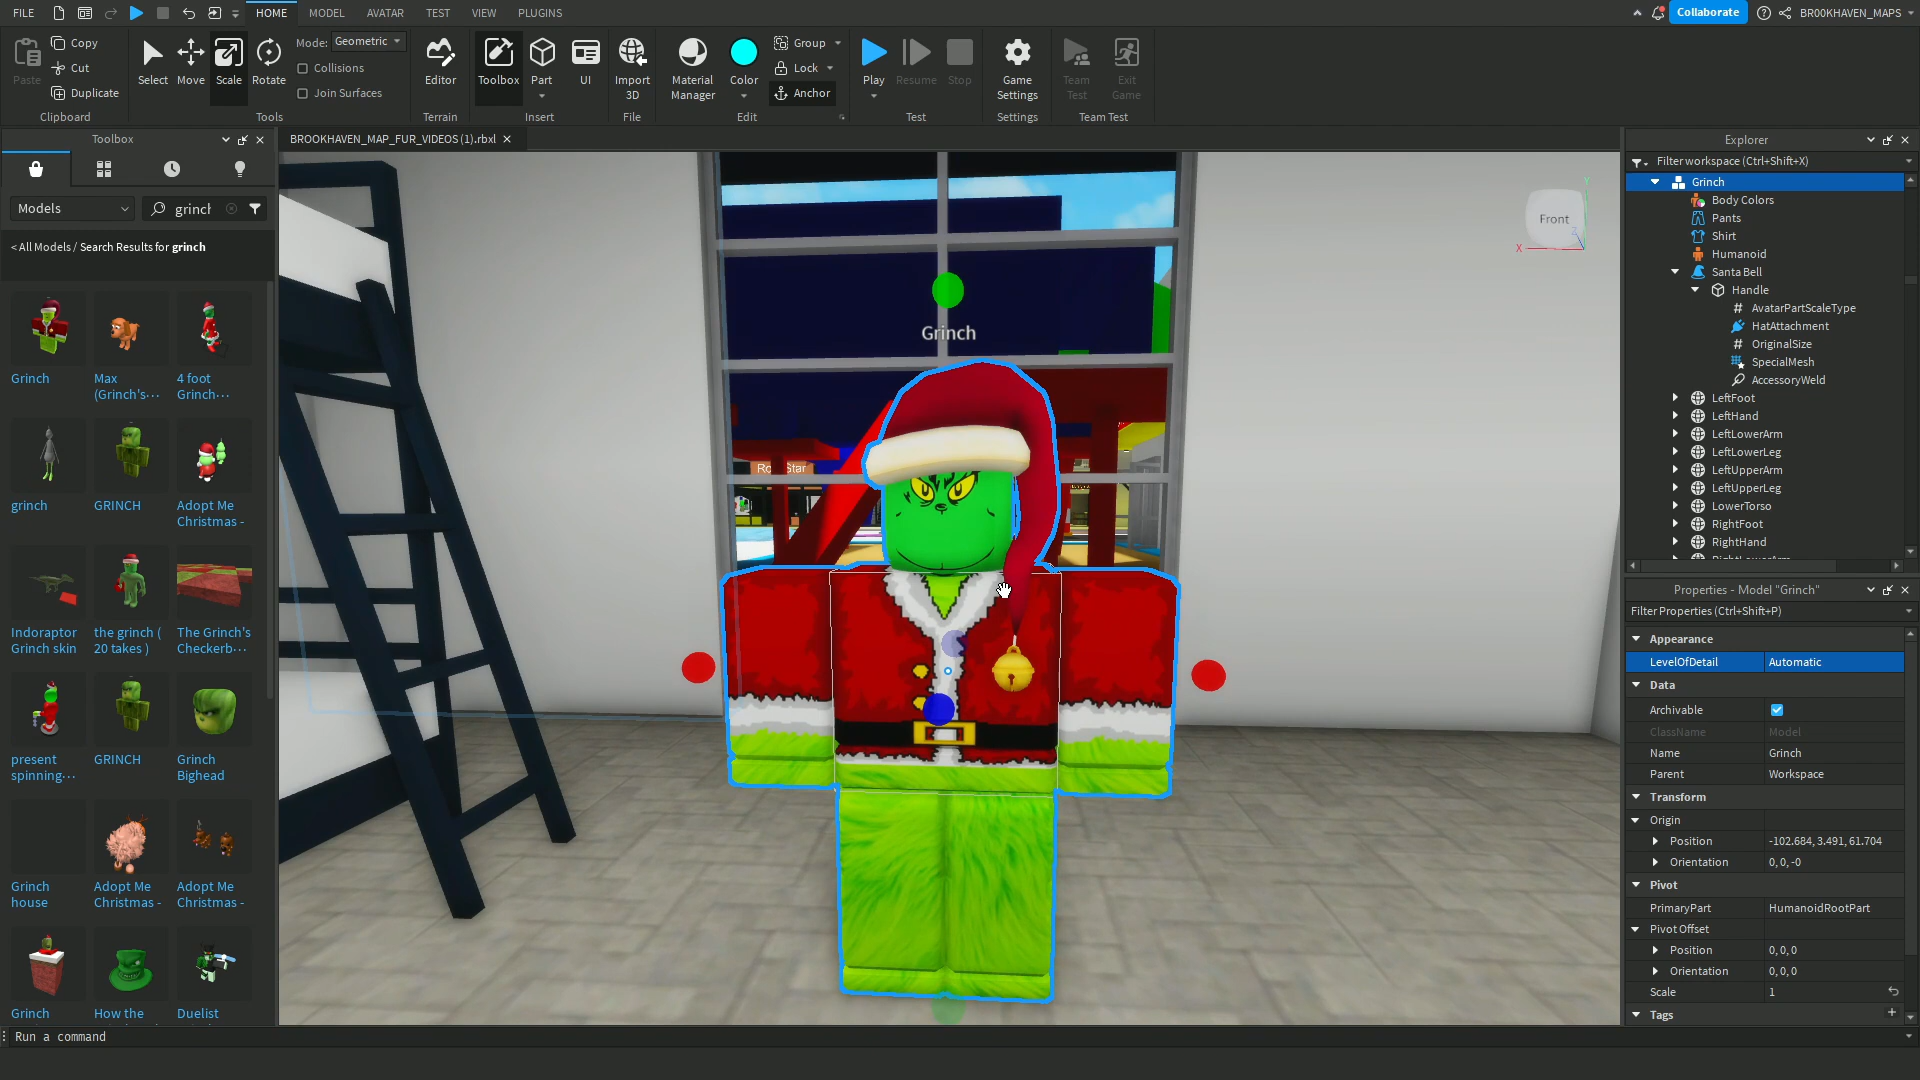 FILE HOME MODEL AVATAR TEST VIEW PLUGINS Collaborate BR00KHAVEN_MAPS
Paste Copy Cut Duplicate
Clipboard
Select Move Scale Rotate
Mode: Geometric
Collisions
Join Surfaces
Tools
Editor
Terrain
Toolbox Part UI
Insert
Import 3D
File
Material Manager Color
Group
Lock
Anchor
Edit
Play Resume Stop
Test
Game Settings
Settings
Team Test Exit Game
Team Test
Toolbox
BROOKHAVEN_MAP_FUR_VIDEOS (1).rbxl
Models grinch
< All Models / Search Results for grinch
Grinch
Max (Grinch's...
4 foot Grinch...
grinch
GRINCH
Adopt Me Christmas -
Indoraptor Grinch skin
the grinch ( 20 takes )
The Grinch's Checkerb...
present spinning...
GRINCH
Grinch Bighead
Grinch house
Adopt Me Christmas -
Adopt Me Christmas -
Grinch
How the
Duelist
Grinch
Front
X
Y
Z
Explorer
Filter workspace (Ctrl+Shift+X)
Grinch
Body Colors
Pants
Shirt
Humanoid
Santa Bell
Handle
AvatarPartScaleType
HatAttachment
OriginalSize
SpecialMesh
AccessoryWeld
LeftFoot
LeftHand
LeftLowerArm
LeftLowerLeg
LeftUpperArm
LeftUpperLeg
LowerTorso
RightFoot
RightHand
RightLowerArm
Properties - Model "Grinch"
Filter Properties (Ctrl+Shift+P)
Appearance
LevelOfDetail Automatic
Data
Archivable
ClassName Model
Name Grinch
Parent Workspace
Transform
Origin
Position -102.684, 3.491, 61.704
Orientation 0, 0, -0
Pivot
PrimaryPart HumanoidRootPart
Pivot Offset
Position 0, 0, 0
Orientation 0, 0, 0
Scale 1
Tags
Run a command